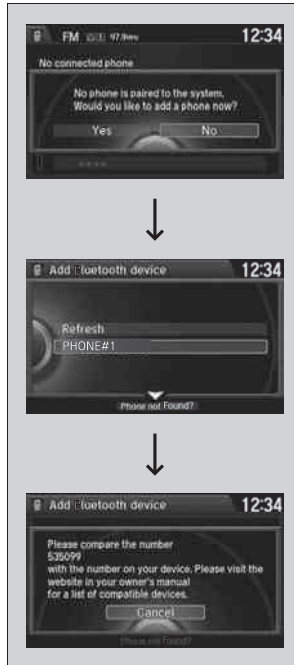 FM 97.9MHz 12:34
No connected phone
No phone is paired to the system.
Would you like to add a phone now?
Yes No
Add Bluetooth device 12:34
Refresh
PHONE#1
Phone not Found?
Add Bluetooth device 12:34
Please compare the number
535099
with the number on your device. Please visit the
website in your owner's manual
for a list of compatible devices.
Cancel
Phone not Found?